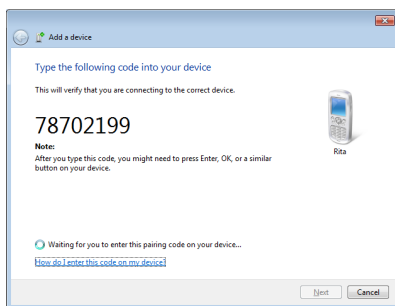 Add a device
Type the following code into your device
This will verify that you are connecting to the correct device.
78702199
Note:
After you type this code, you might need to press Enter, OK, or a similar
button on your device.
Rita
Waiting for you to enter this pairing code on your device...
How do I enter this code on my device?
Next
Cancel